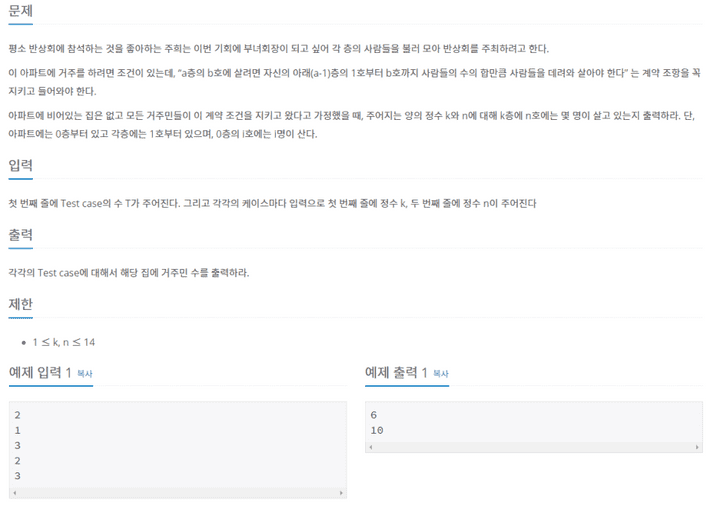 문제
평소 반상회에 참석하는 것을 좋아하는 주희는 이번 기회에 부녀회장이 되고 싶어 각 층의 사람들을 불러 모아 반상회를 주최하려고 한다.
이 아파트에 거주를 하려면 조건이 있는데, “a층의 b호에 살려면 자신의 아래(a-1)층의 1호부터 b호까지 사람들의 수의 합만큼 사람들을 데려와 살아야 한다” 는 계약 조항을 꼭
지키고 들어와야 한다.
아파트에 비어있는 집은 없고 모든 거주민들이 이 계약 조건을 지키고 왔다고 가정했을 때, 주어지는 양의 정수 k와 n에 대해 k층에 n호에는 몇 명이 살고 있는지 출력하라. 단,
아파트에는 0층부터 있고 각층에는 1호부터 있으며, 0층의 i호에는 i명이 산다.
입력
첫 번째 줄에 Test case의 수 T가 주어진다. 그리고 각각의 케이스마다 입력으로 첫 번째 줄에 정수 k, 두 번째 줄에 정수 n이 주어진다
출력
각각의 Test case에 대해서 해당 집에 거주민 수를 출력하라.
제한
• 1 ≤ k, n ≤ 14
예제 입력 1 복사
2
1
3
2
3
예제 출력 1 복사
6
10